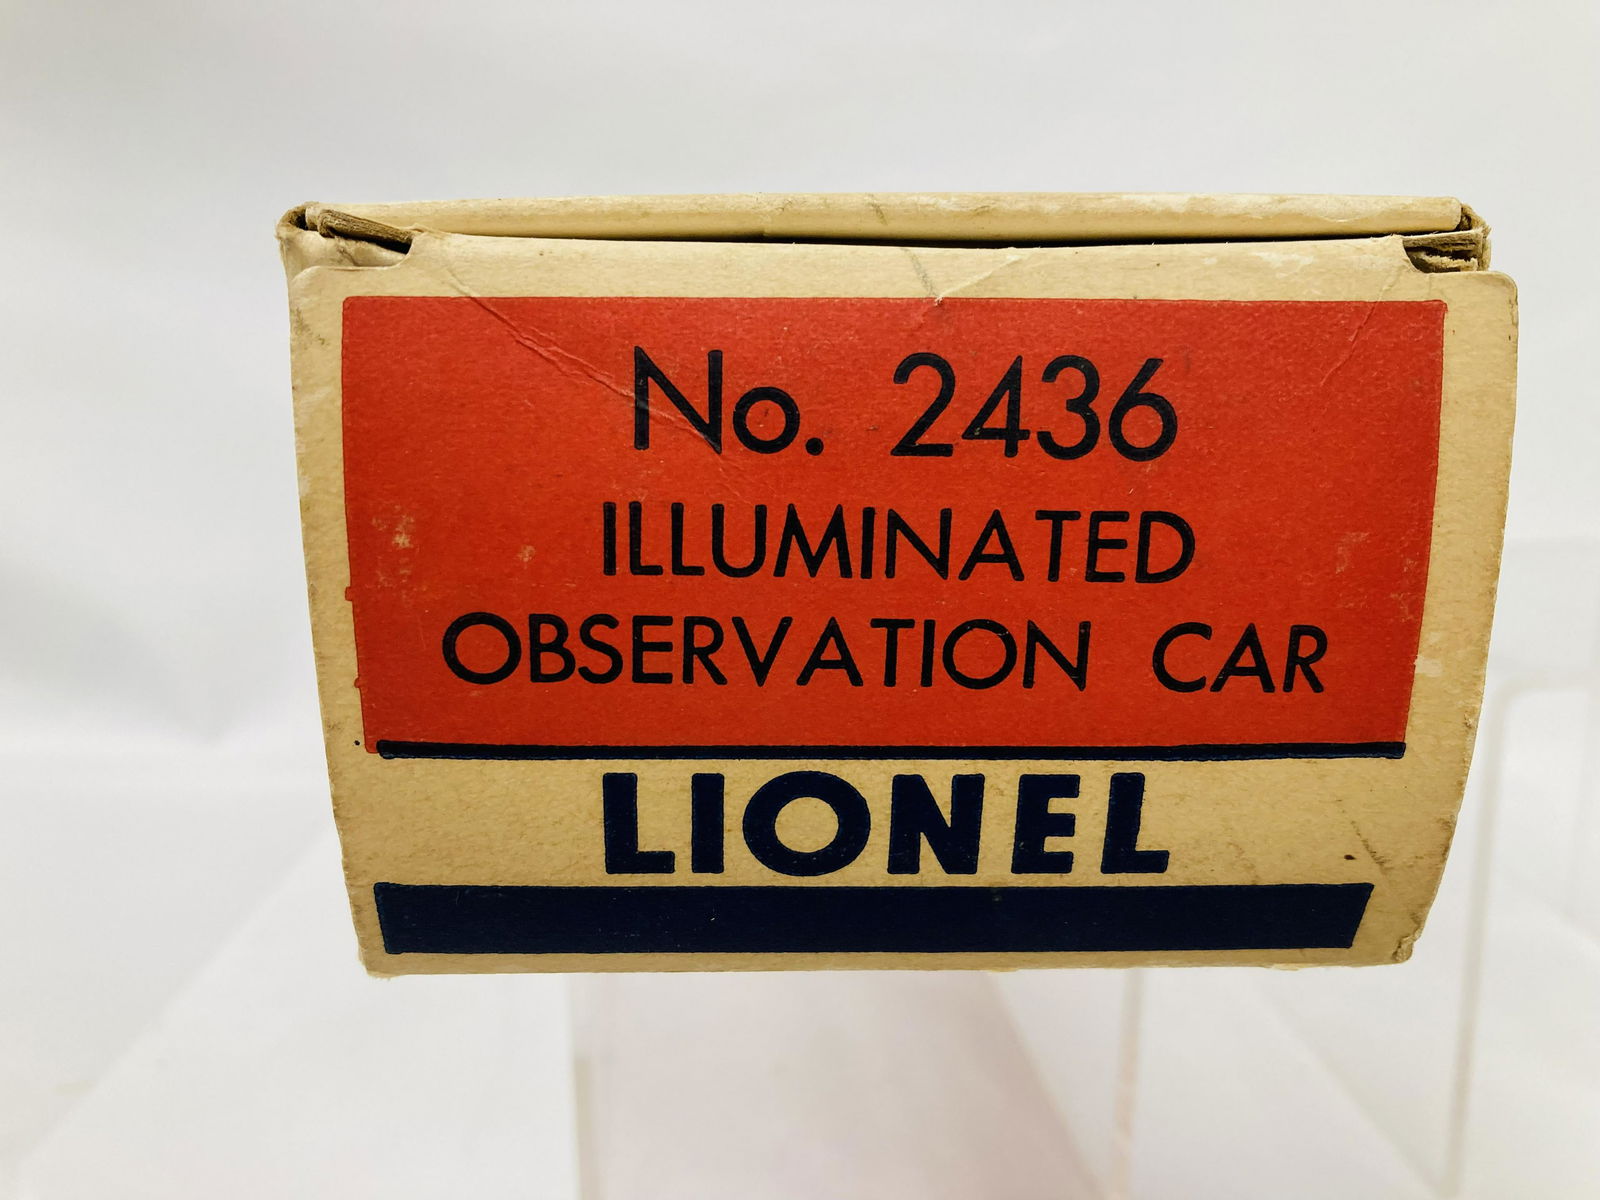 No. 2436
ILLUMINATED
OBSERVATION CAR
LIONEL